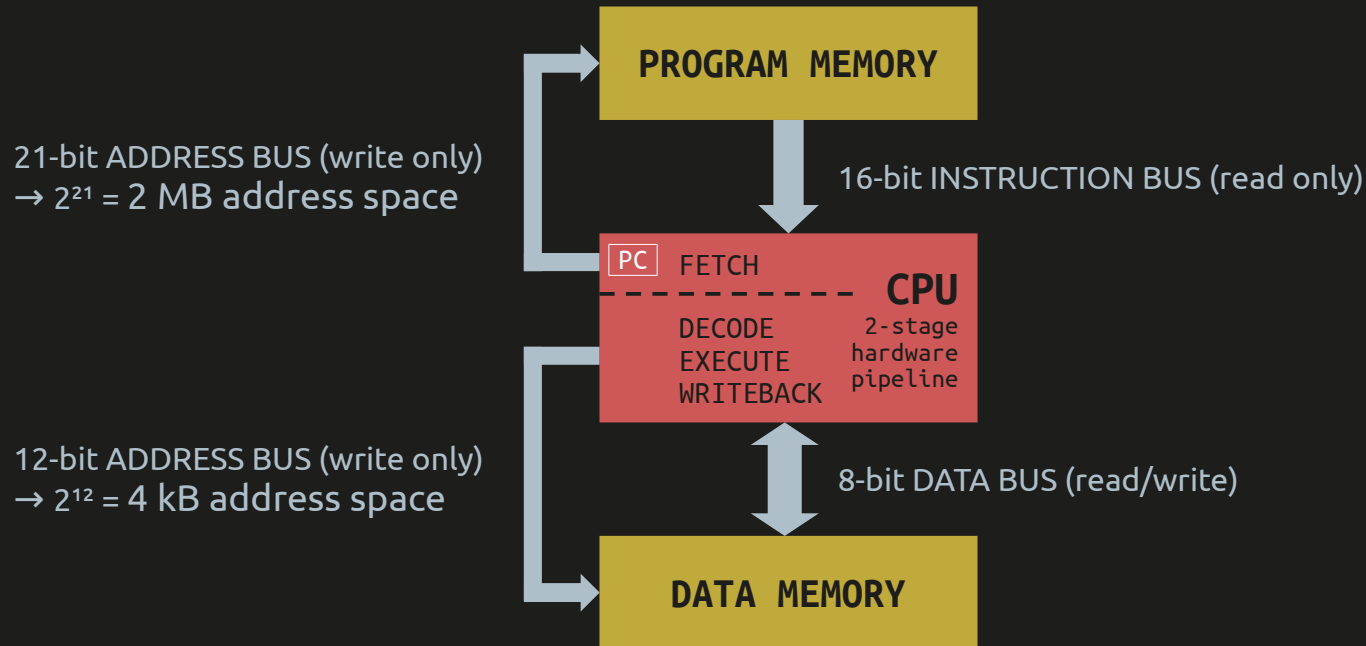 PROGRAM MEMORY
21-bit ADDRESS BUS (write only)
→ 2²¹ = 2 MB address space
16-bit INSTRUCTION BUS (read only)
PC
FETCH
CPU
2-stage
hardware
pipeline
DECODE
EXECUTE
WRITEBACK
12-bit ADDRESS BUS (write only)
→ 2¹² = 4 kB address space
8-bit DATA BUS (read/write)
DATA MEMORY